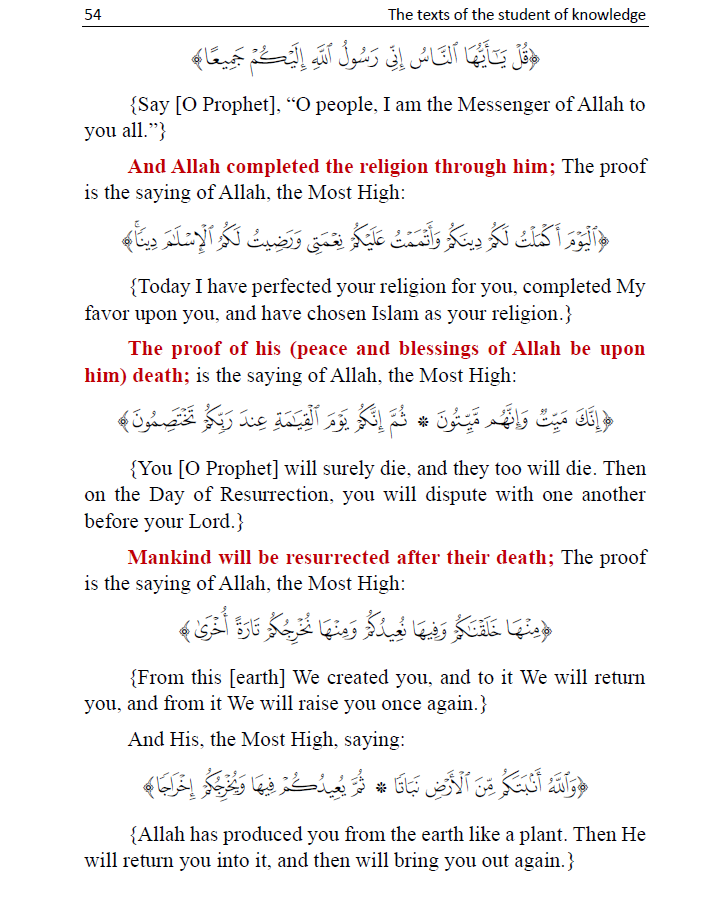 54 The texts of the student of knowledge
﴿قُلْ يَـٰٓأَيُّهَا ٱلنَّاسُ إِنِّى رَسُولُ ٱللَّهِ إِلَيْكُمْ جَمِيعًا﴾
{Say [O Prophet], “O people, I am the Messenger of Allah to
you all.”}
And Allah completed the religion through him; The proof
is the saying of Allah, the Most High:
﴿ٱلْيَوْمَ أَكْمَلْتُ لَكُمْ دِينَكُمْ وَأَتْمَمْتُ عَلَيْكُمْ نِعْمَتِى وَرَضِيتُ لَكُمُ ٱلْإِسْلَـٰمَ دِينًا ۚ﴾
{Today I have perfected your religion for you, completed My
favor upon you, and have chosen Islam as your religion.}
The proof of his (peace and blessings of Allah be upon
him) death; is the saying of Allah, the Most High:
﴿إِنَّكَ مَيِّتٌ وَإِنَّهُم مَّيِّتُونَ * ثُمَّ إِنَّكُمْ يَوْمَ ٱلْقِيَـٰمَةِ عِندَ رَبِّكُمْ تَخْتَصِمُونَ﴾
{You [O Prophet] will surely die, and they too will die. Then
on the Day of Resurrection, you will dispute with one another
before your Lord.}
Mankind will be resurrected after their death; The proof
is the saying of Allah, the Most High:
﴿مِنْهَا خَلَقْنَـٰكُمْ وَفِيهَا نُعِيدُكُمْ وَمِنْهَا نُخْرِجُكُمْ تَارَةً أُخْرَىٰ﴾
{From this [earth] We created you, and to it We will return
you, and from it We will raise you once again.}
And His, the Most High, saying:
﴿وَٱللَّهُ أَنۢبَتَكُم مِّنَ ٱلْأَرْضِ نَبَاتًا * ثُمَّ يُعِيدُكُمْ فِيهَا وَيُخْرِجُكُمْ إِخْرَاجًا﴾
{Allah has produced you from the earth like a plant. Then He
will return you into it, and then will bring you out again.}